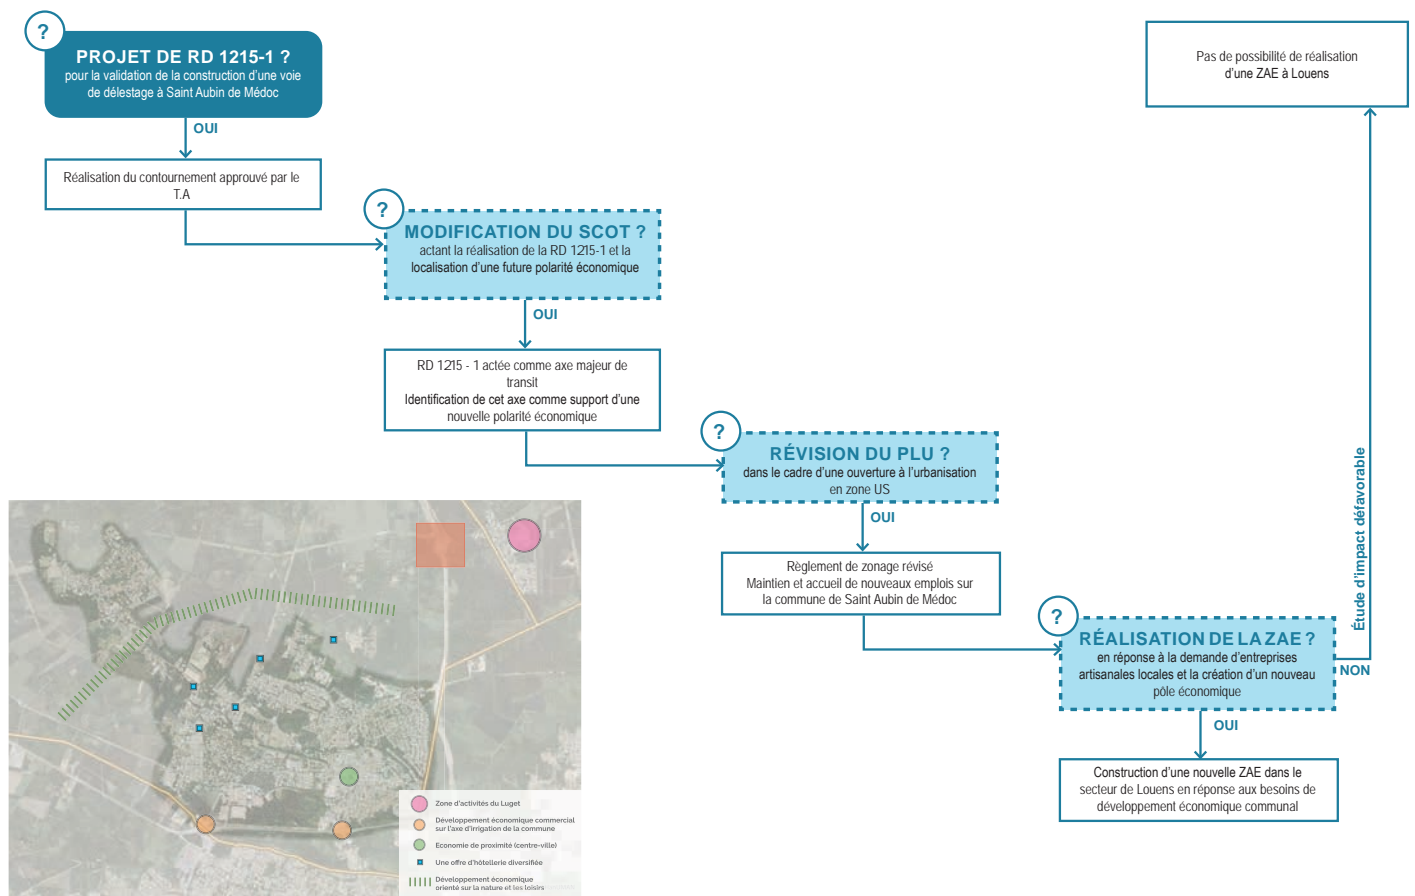 ?
PROJET DE RD 1215-1 ?
pour la validation de la construction d'une voie
de délestage à Saint Aubin de Médoc
OUI
Réalisation du contournement approuvé par le
T.A
?
MODIFICATION DU SCOT ?
actant la réalisation de la RD 1215-1 et la
localisation d'une future polarité économique
OUI
RD 1215 - 1 actée comme axe majeur de
transit
Identification de cet axe comme support d'une
nouvelle polarité économique
?
RÉVISION DU PLU ?
dans le cadre d'une ouverture à l'urbanisation
en zone US
OUI
Règlement de zonage révisé
Maintien et accueil de nouveaux emplois sur
la commune de Saint Aubin de Médoc
?
RÉALISATION DE LA ZAE ?
en réponse à la demande d'entreprises
artisanales locales et la création d'un nouveau
pôle économique
NON
Étude d'impact défavorable
Pas de possibilité de réalisation
d'une ZAE à Louens
OUI
Construction d'une nouvelle ZAE dans le
secteur de Louens en réponse aux besoins de
développement économique communal
Zone d'activités du Luget
Développement économique commercial
sur l'axe d'irrigation de la commune
Economie de proximité (centre-ville)
Une offre d'hôtellerie diversifiée
Développement économique
orienté sur la nature et les loisirs